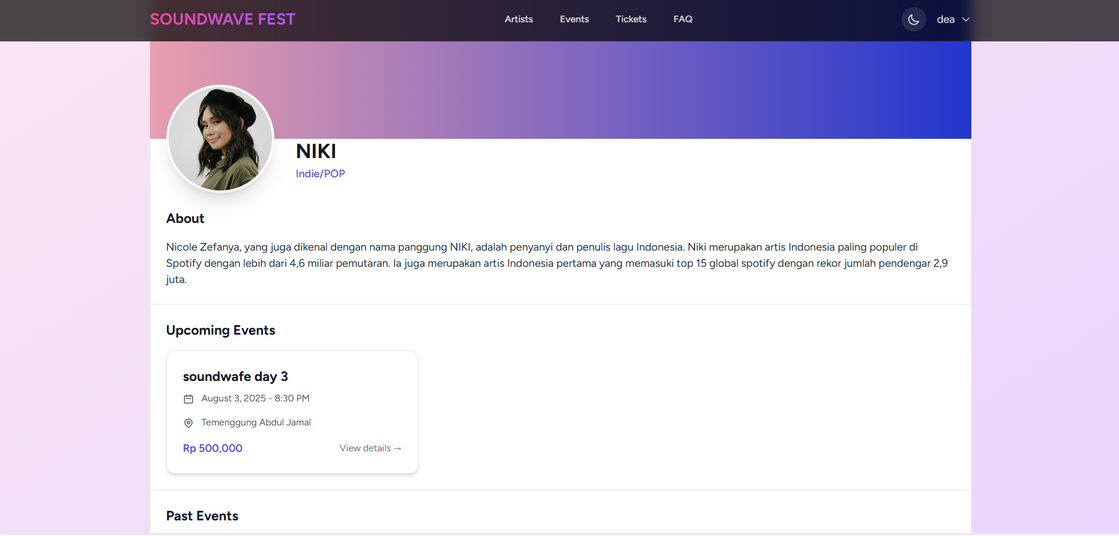 SOUNDWAVE FEST
Artists
Events
Tickets
FAQ
dea
NIKI
Indie/POP
About
Nicole Zefanya, yang juga dikenal dengan nama panggung NIKI, adalah penyanyi dan penulis lagu Indonesia. Niki merupakan artis Indonesia paling populer di
Spotify dengan lebih dari 4,6 miliar pemutaran. Ia juga merupakan artis Indonesia pertama yang memasuki top 15 global spotify dengan rekor jumlah pendengar 2,9
juta.
Upcoming Events
soundwafe day 3
August 3, 2025 - 8:30 PM
Temenggung Abdul Jamal
Rp 500,000
View details →
Past Events